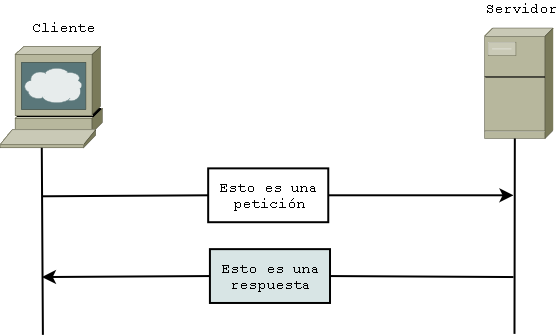 Cliente
Servidor
Esto es una
petición
Esto es una
respuesta